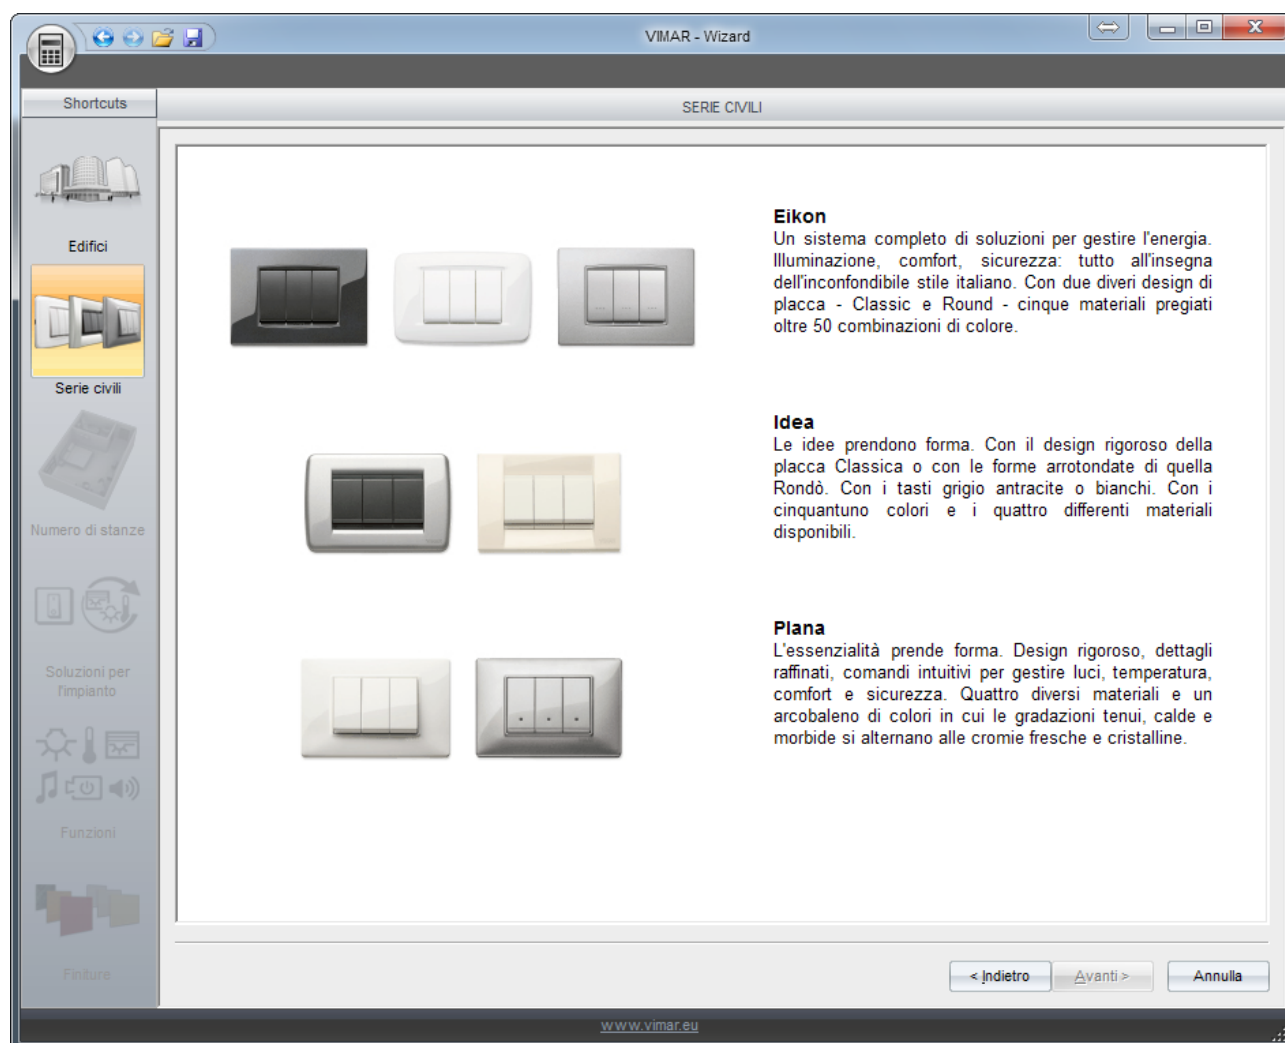 VIMAR - Wizard
Shortcuts
SERIE CIVILI
Edifici
Serie civili
Numero di stanze
Soluzioni per
l'impianto
Funzioni
Finiture
Eikon
Un sistema completo di soluzioni per gestire l'energia.
Illuminazione, comfort, sicurezza: tutto all'insegna
dell'inconfondibile stile italiano. Con due diveri design di
placca - Classic e Round - cinque materiali pregiati
oltre 50 combinazioni di colore.
Idea
Le idee prendono forma. Con il design rigoroso della
placca Classica o con le forme arrotondate di quella
Rondò. Con i tasti grigio antracite o bianchi. Con i
cinquantuno colori e i quattro differenti materiali
disponibili.
Plana
L'essenzialità prende forma. Design rigoroso, dettagli
raffinati, comandi intuitivi per gestire luci, temperatura,
comfort e sicurezza. Quattro diversi materiali e un
arcobaleno di colori in cui le gradazioni tenui, calde e
morbide si alternano alle cromie fresche e cristalline.
< Indietro
Avanti >
Annulla
www.vimar.eu